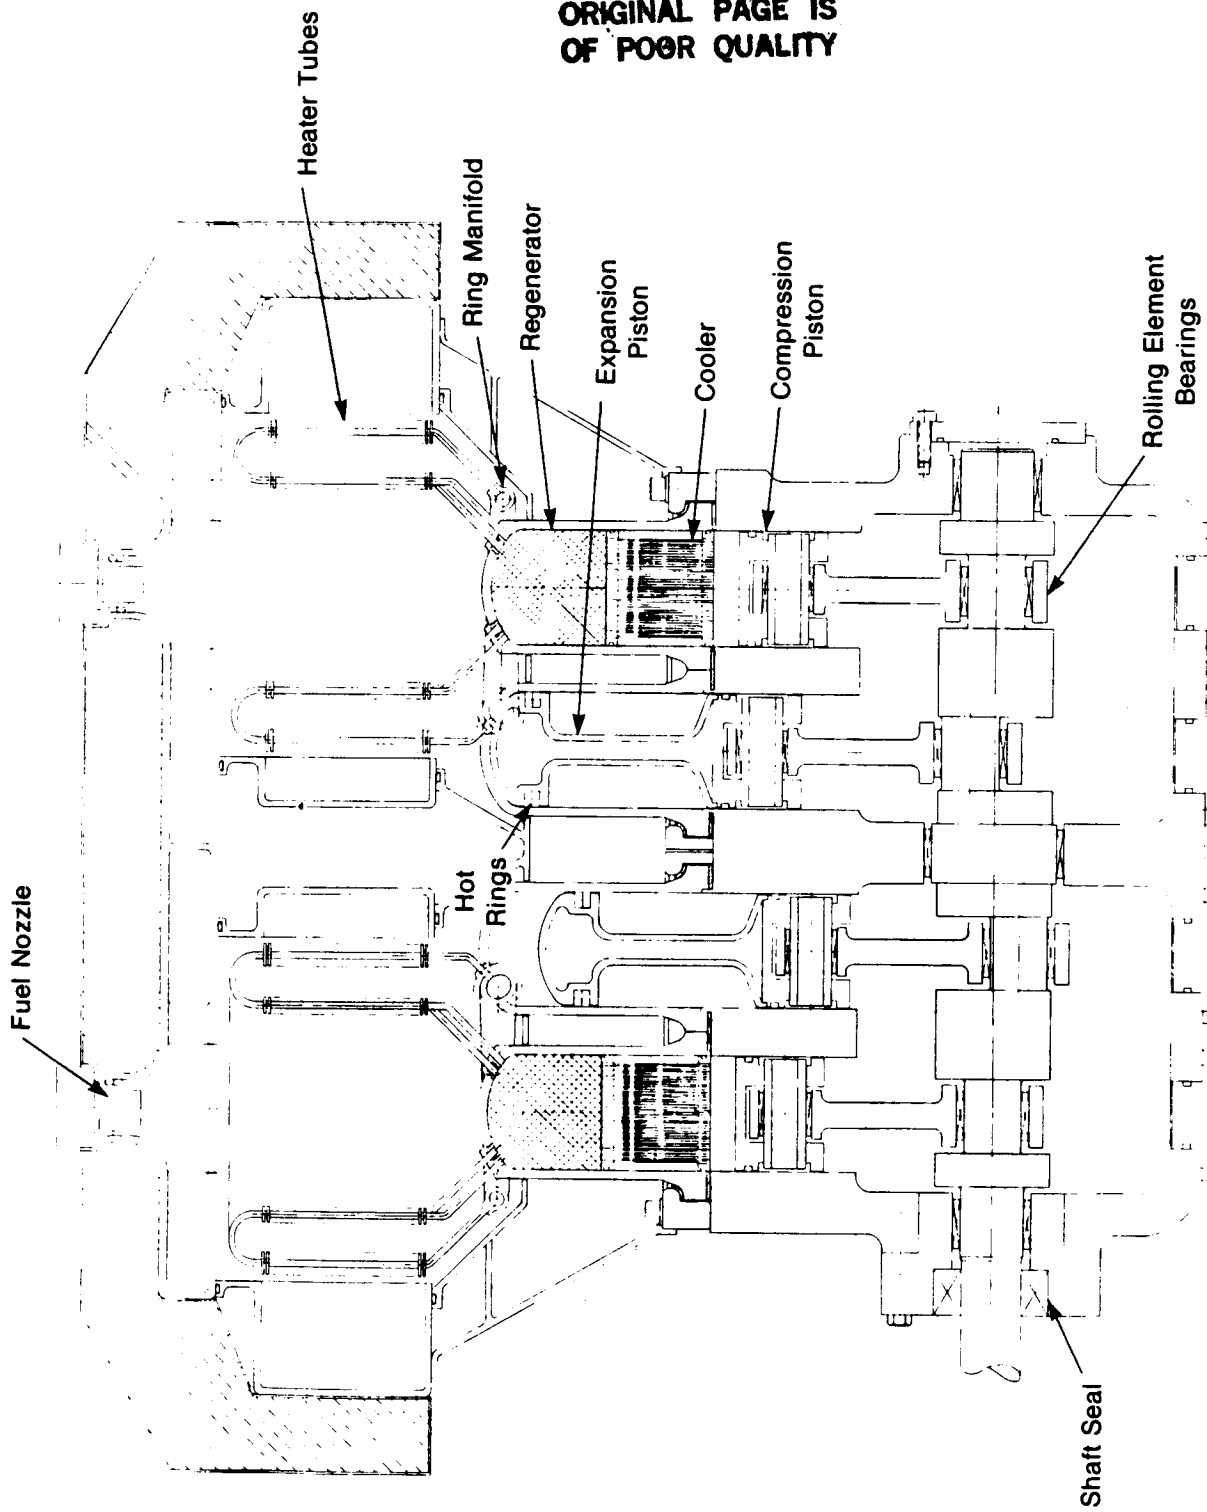 ORIGINAL PAGE IS
OF POOR QUALITY
Fuel Nozzle
Heater Tubes
Ring Manifold
Regenerator
Expansion
Piston
Cooler
Compression
Piston
Hot
Rings
Rolling Element
Bearings
Shaft Seal